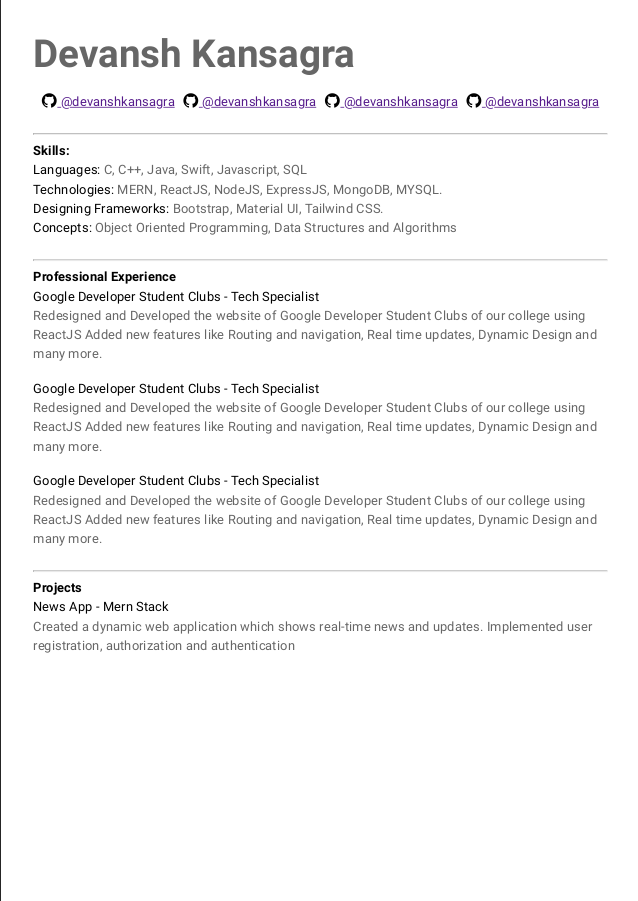 Devansh Kansagra
@devanshkansagra @devanshkansagra @devanshkansagra @devanshkansagra
Skills:
Languages: C, C++, Java, Swift, Javascript, SQL
Technologies: MERN, ReactJS, NodeJS, ExpressJS, MongoDB, MYSQL.
Designing Frameworks: Bootstrap, Material UI, Tailwind CSS.
Concepts: Object Oriented Programming, Data Structures and Algorithms
Professional Experience
Google Developer Student Clubs - Tech Specialist
Redesigned and Developed the website of Google Developer Student Clubs of our college using
ReactJS Added new features like Routing and navigation, Real time updates, Dynamic Design and
many more.
Google Developer Student Clubs - Tech Specialist
Redesigned and Developed the website of Google Developer Student Clubs of our college using
ReactJS Added new features like Routing and navigation, Real time updates, Dynamic Design and
many more.
Google Developer Student Clubs - Tech Specialist
Redesigned and Developed the website of Google Developer Student Clubs of our college using
ReactJS Added new features like Routing and navigation, Real time updates, Dynamic Design and
many more.
Projects
News App - Mern Stack
Created a dynamic web application which shows real-time news and updates. Implemented user
registration, authorization and authentication